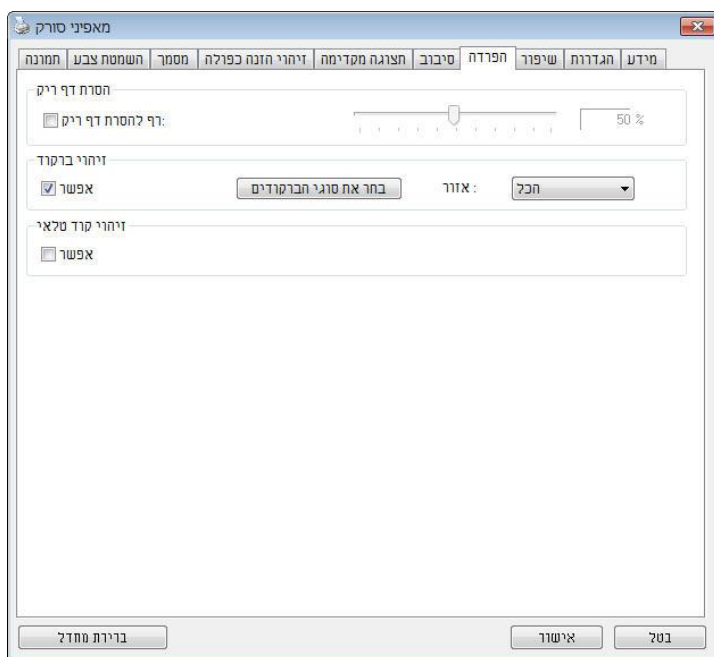 מאפיני סורק
תמונה השמטת צבע מסמך זיהוי הזנה כפולה תצוגה מקדימה סיבוב הפרדה שיפור הגדרות מידע
הסרת דף ריק
דף להסרת דף ריק:
50 %
זיהוי ברקוד
אפשר
בחר את סוגי הברקודים
אזור :
הכל
זיהוי קוד טלאי
אפשר
ברירת מחדל
אישור
בטל